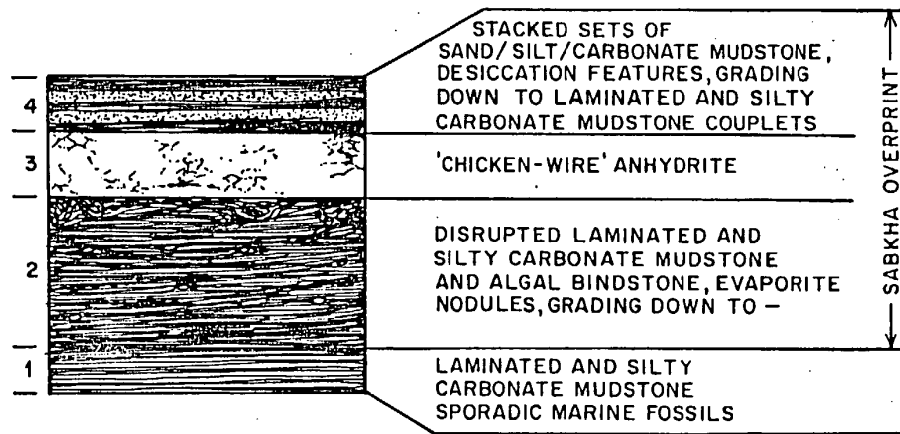 STACKED SETS OF
SAND/SILT/CARBONATE MUDSTONE,
DESICCATION FEATURES, GRADING
DOWN TO LAMINATED AND SILTY
CARBONATE MUDSTONE COUPLETS
4
3
'CHICKEN-WIRE' ANHYDRITE
2
DISRUPTED LAMINATED AND
SILTY CARBONATE MUDSTONE
AND ALGAL BINDSTONE, EVAPORITE
NODULES, GRADING DOWN TO —
1
LAMINATED AND SILTY
CARBONATE MUDSTONE
SPORADIC MARINE FOSSILS
SABKHA OVERPRINT